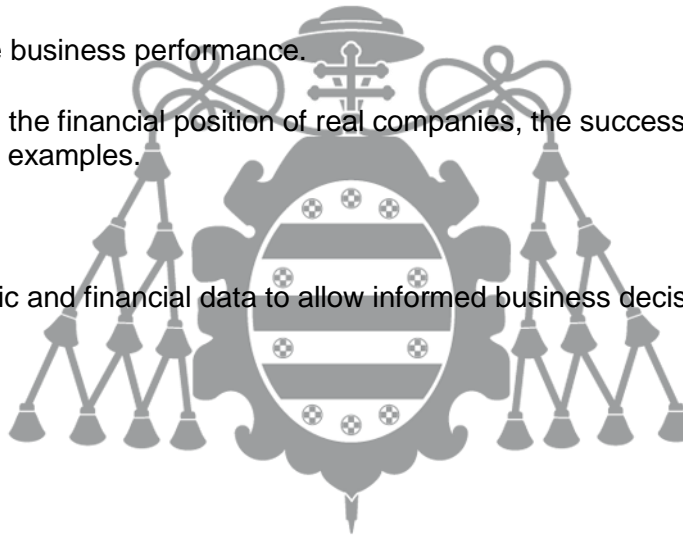 e business performance.
the financial position of real companies, the success
examples.
ic and financial data to allow informed business decis